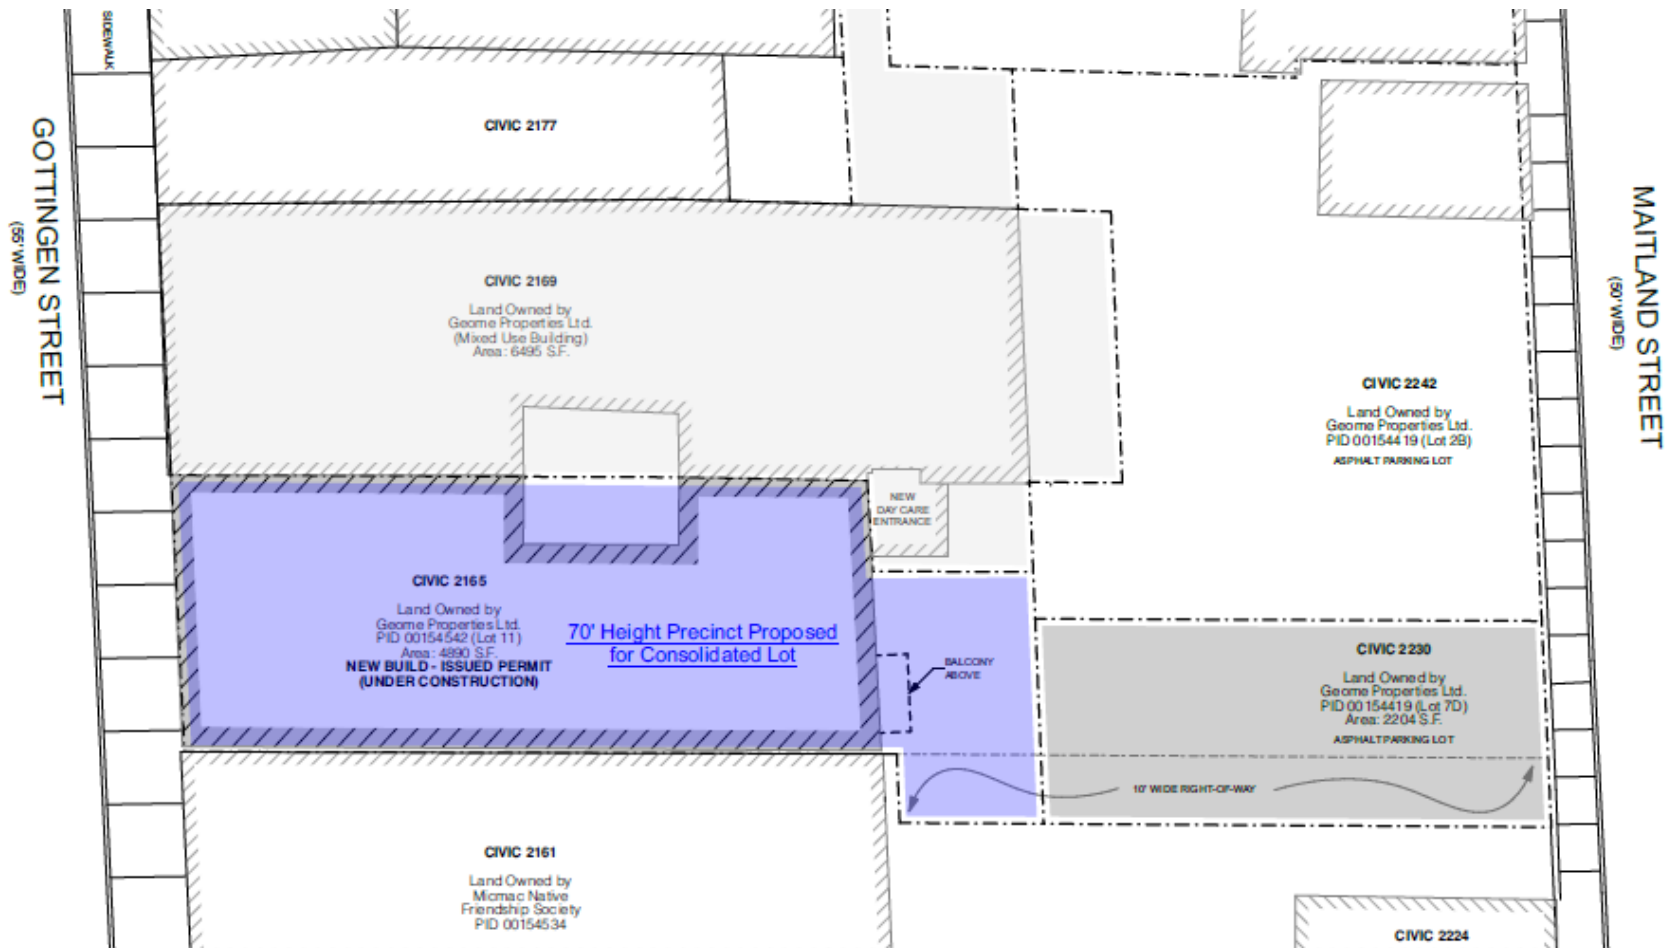 SIDEWALK
GOTTINGEN STREET
(55' WIDE)
CIVIC 2177
CIVIC 2169
Land Owned by
Geome Properties Ltd.
(Mixed Use Building)
Area: 6495 S.F.
NEW
DAY CARE
ENTRANCE
CIVIC 2165
Land Owned by
Geome Properties Ltd.
PID 00154542 (Lot 11)
Area: 4890 S.F.
NEW BUILD - ISSUED PERMIT
(UNDER CONSTRUCTION)
70' Height Precinct Proposed
for Consolidated Lot
BALCONY
ABOVE
CIVIC 2161
Land Owned by
Micmac Native
Friendship Society
PID 00154534
CIVIC 2242
Land Owned by
Geome Properties Ltd.
PID 00154419 (Lot 2B)
ASPHALT PARKING LOT
CIVIC 2230
Land Owned by
Geome Properties Ltd.
PID 00154419 (Lot 7D)
Area: 2204 S.F.
ASPHALT PARKING LOT
10' WIDE RIGHT-OF-WAY
CIVIC 2224
MAITLAND STREET
(50' WIDE)